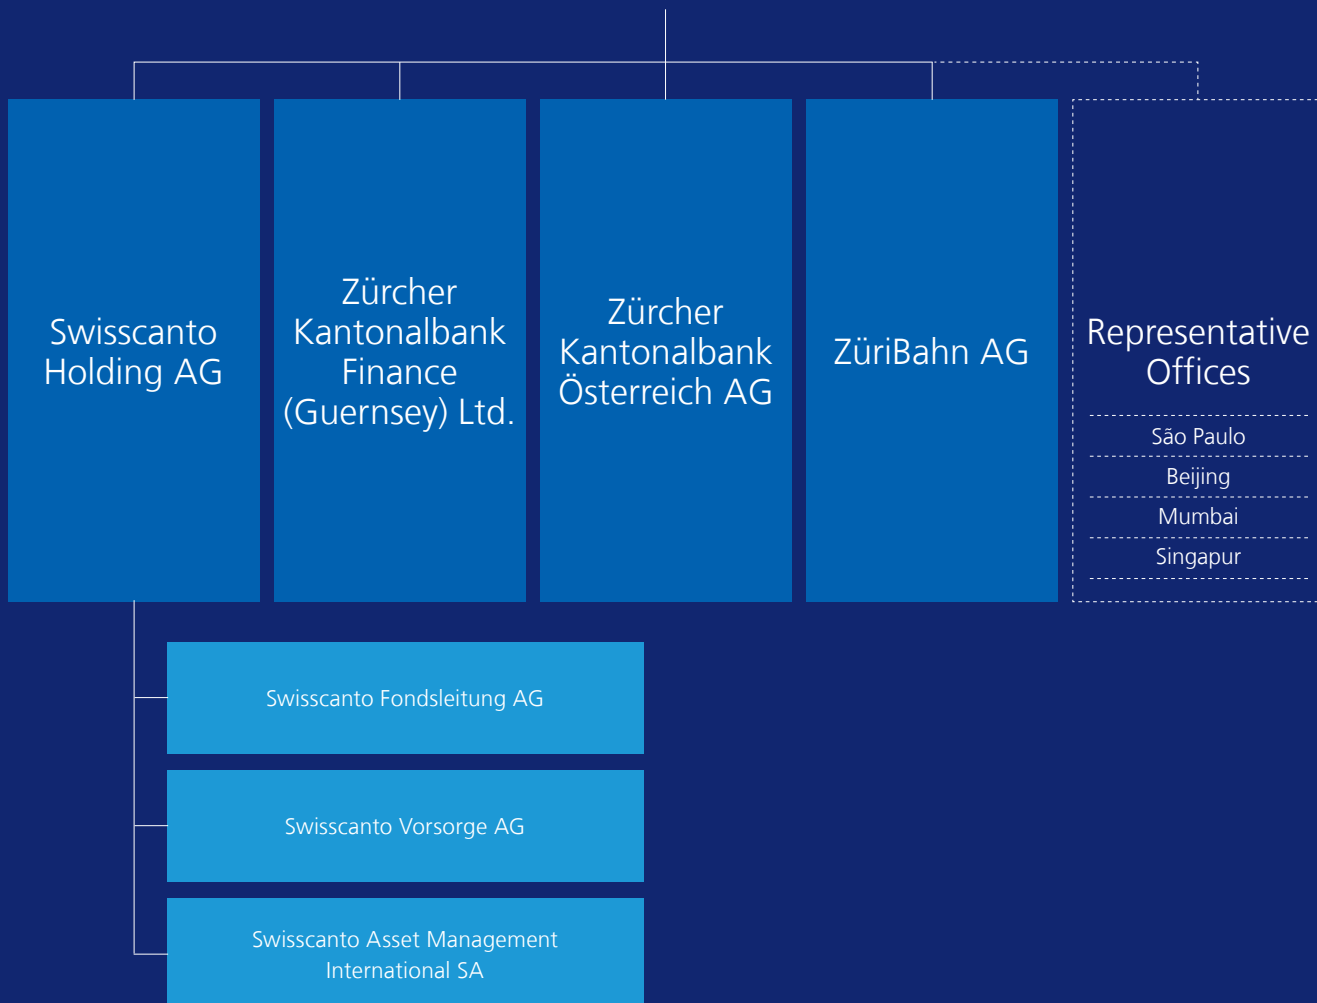 Swisscanto
Holding AG
Zürcher
Kantonalbank
Finance
(Guernsey) Ltd.
Zürcher
Kantonalbank
Österreich AG
ZüriBahn AG
Representative
Offices
São Paulo
Beijing
Mumbai
Singapur
Swisscanto Fondsleitung AG
Swisscanto Vorsorge AG
Swisscanto Asset Management
International SA